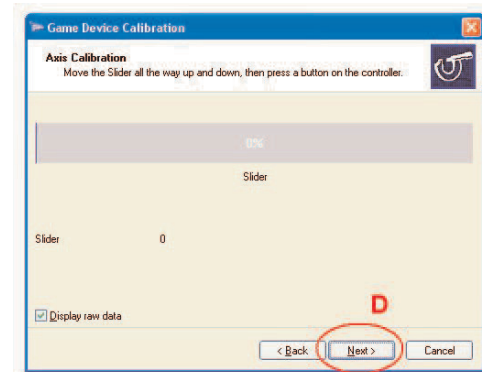 Game Device Calibration
Axis Calibration
Move the Slider all the way up and down, then press a button on the controller.
0%
Slider
Slider 0
Display raw data
D
< Back Next > Cancel